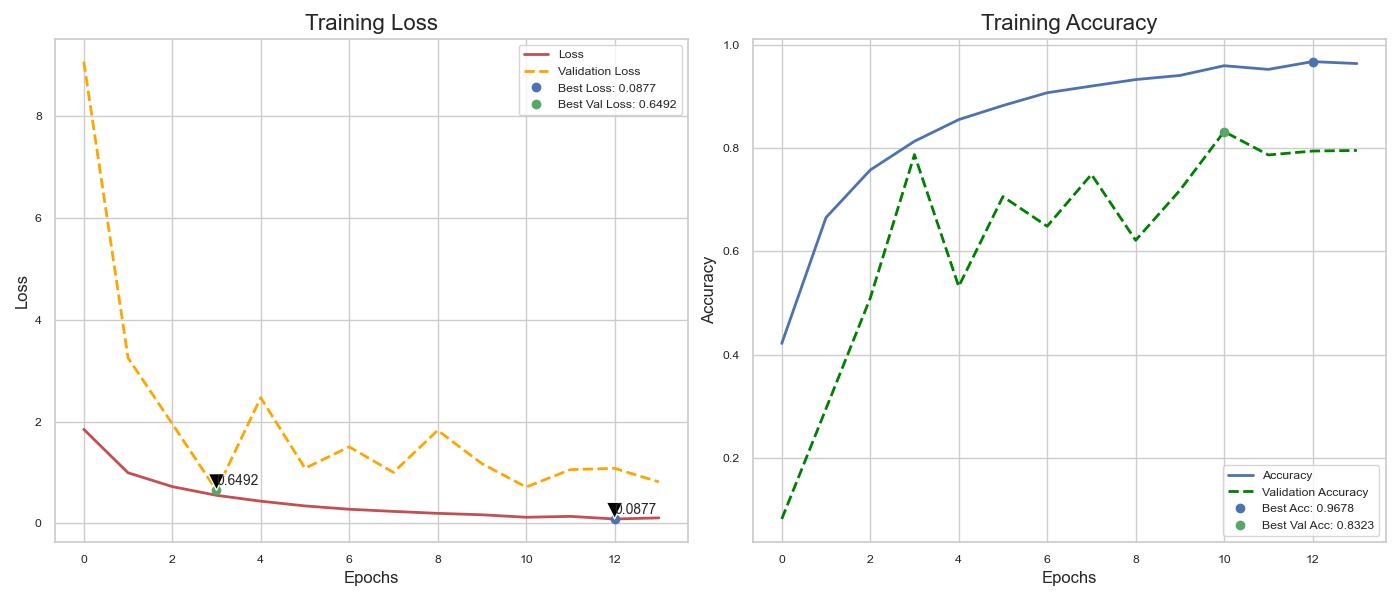 Training Loss
Loss
Validation Loss
Best Loss: 0.0877
Best Val Loss: 0.6492
8
6
4
2
0
0.6492
0.0877
0 2 4 6 8 10 12
Loss
Epochs
Training Accuracy
1.0
0.8
0.6
0.4
0.2
Accuracy
Validation Accuracy
Best Acc: 0.9678
Best Val Acc: 0.8323
0 2 4 6 8 10 12
Accuracy
Epochs